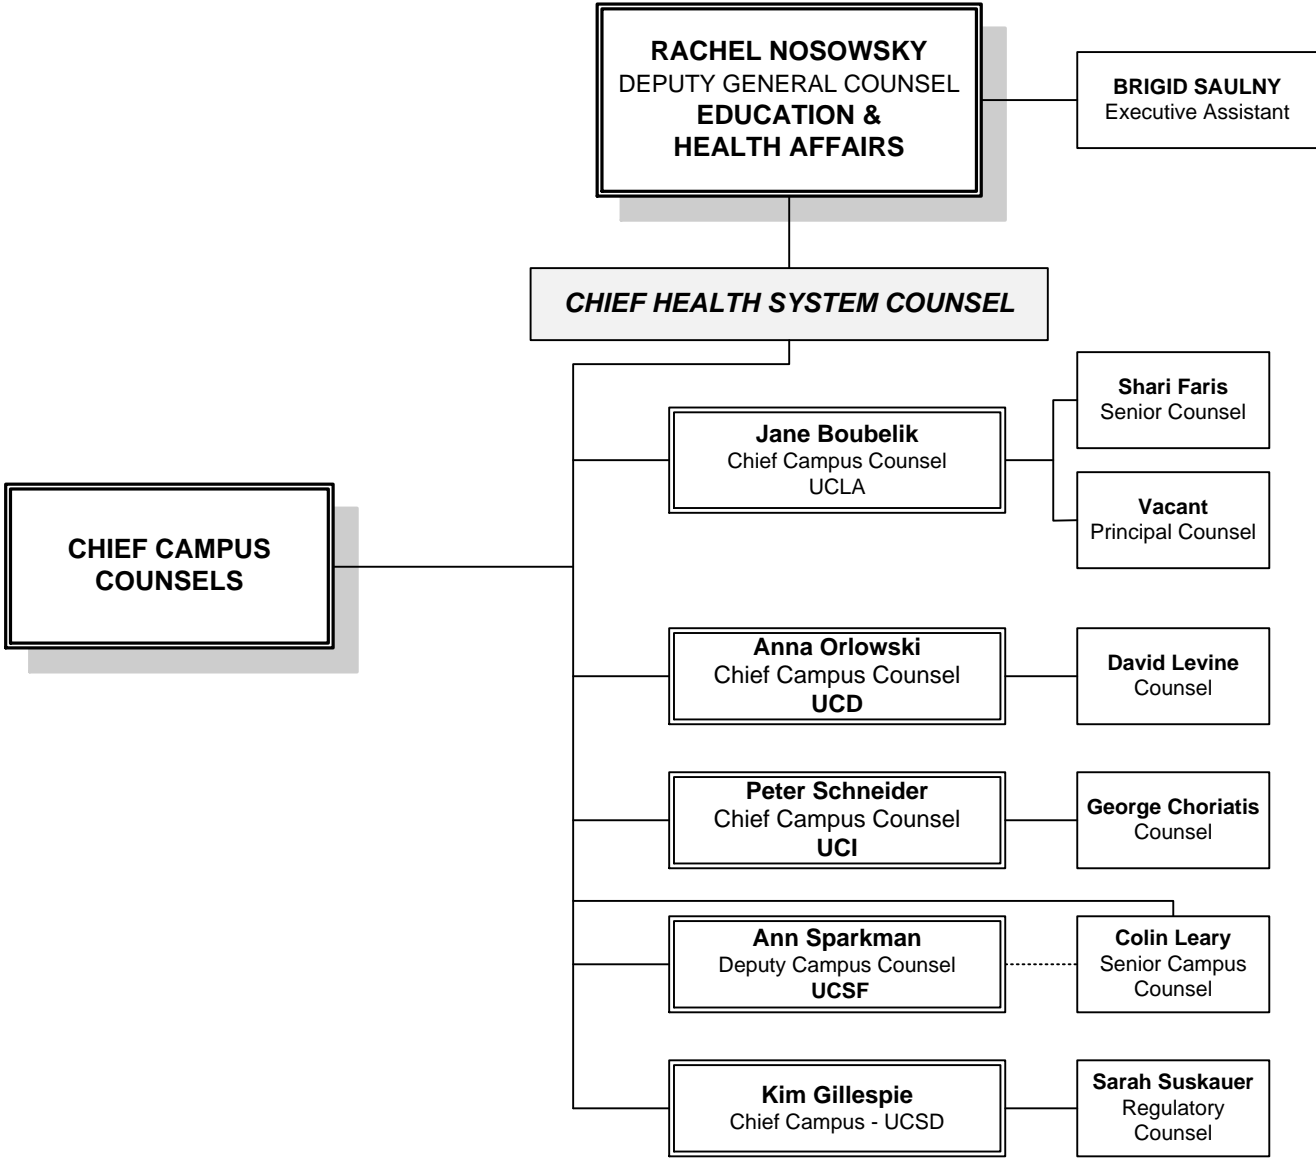 RACHEL NOSOWSKY
DEPUTY GENERAL COUNSEL
EDUCATION &
HEALTH AFFAIRS
BRIGID SAULNY
Executive Assistant
CHIEF HEALTH SYSTEM COUNSEL
CHIEF CAMPUS
COUNSELS
Jane Boubelik
Chief Campus Counsel
UCLA
Shari Faris
Senior Counsel
Vacant
Principal Counsel
Anna Orlowski
Chief Campus Counsel
UCD
David Levine
Counsel
Peter Schneider
Chief Campus Counsel
UCI
George Choriatis
Counsel
Ann Sparkman
Deputy Campus Counsel
UCSF
Colin Leary
Senior Campus
Counsel
Kim Gillespie
Chief Campus - UCSD
Sarah Suskauer
Regulatory
Counsel